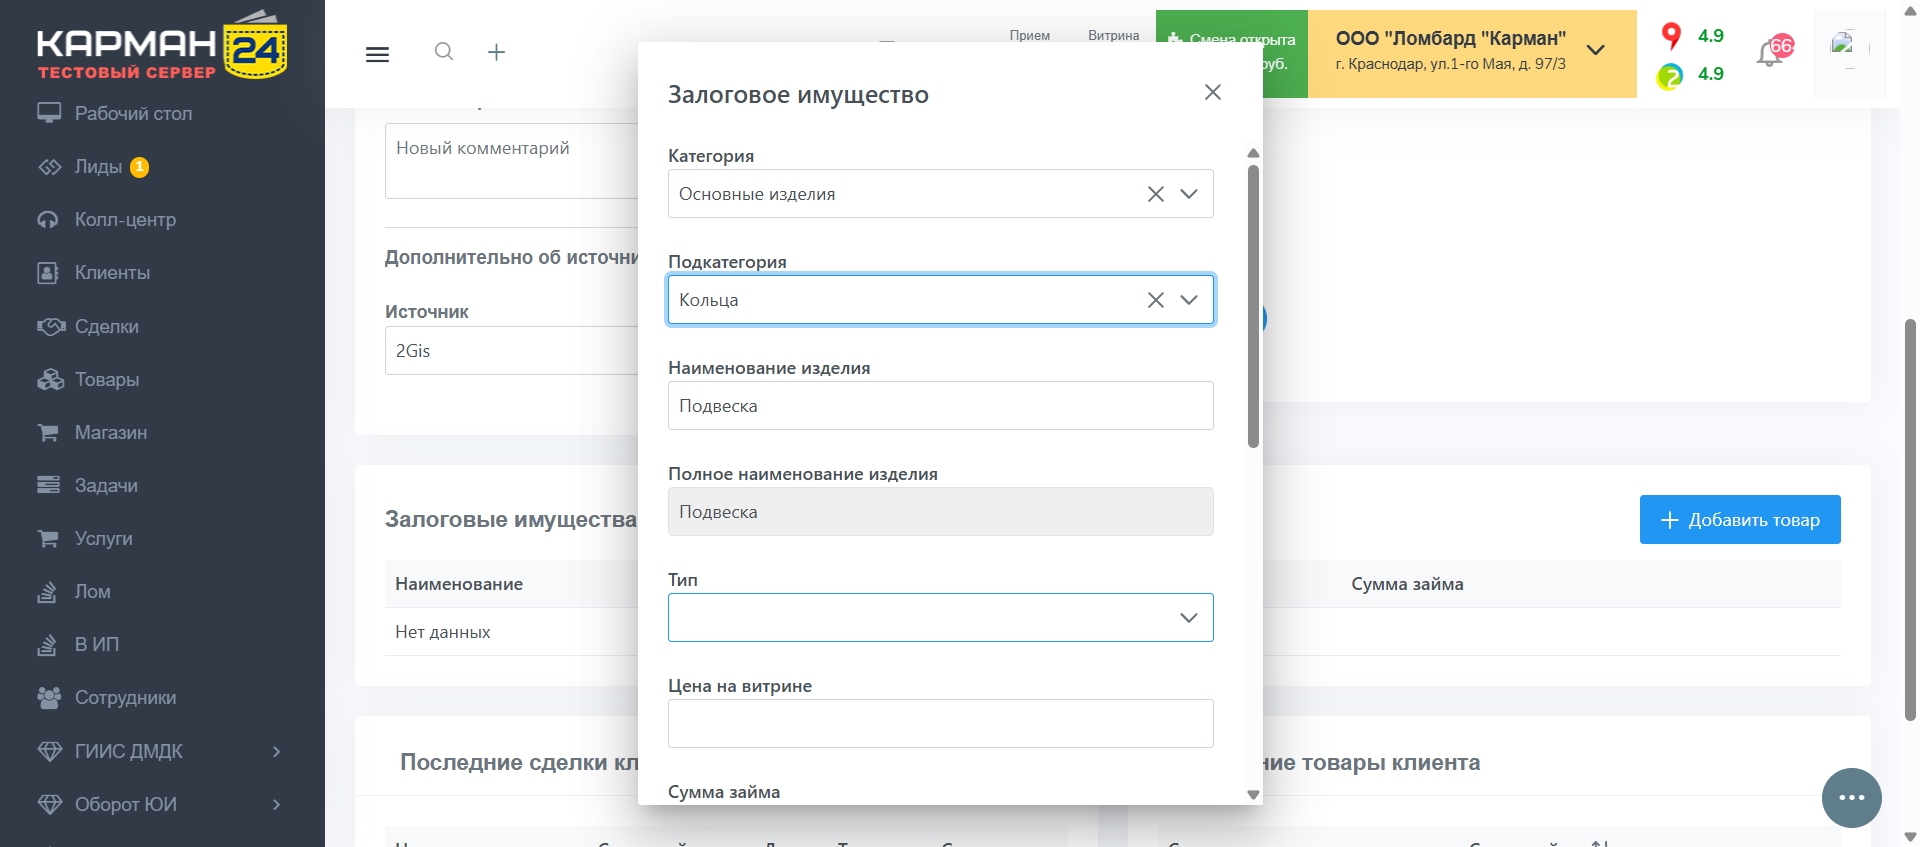 КАРМАН 24
ТЕСТОВЫЙ СЕРВЕР
Рабочий стол
Лиды 1
Колл-центр
Клиенты
Сделки
Товары
Магазин
Задачи
Услуги
Лом
В ИП
Сотрудники
ГИИС ДМДК
Оборот ЮИ
Прием
Витрина
Смена открыта
руб.
ООО "Ломбард "Карман"
г. Краснодар, ул.1-го Мая, д. 97/3
4.9
4.9
66
Новый комментарий
Дополнительно об источни
Источник
2Gis
Залоговые имущества
Добавить товар
Наименование
Сумма займа
Нет данных
Последние сделки кл
ние товары клиента
Залоговое имущество
Категория
Основные изделия
Подкатегория
Кольца
Наименование изделия
Подвеска
Полное наименование изделия
Подвеска
Тип
Цена на витрине
Сумма займа